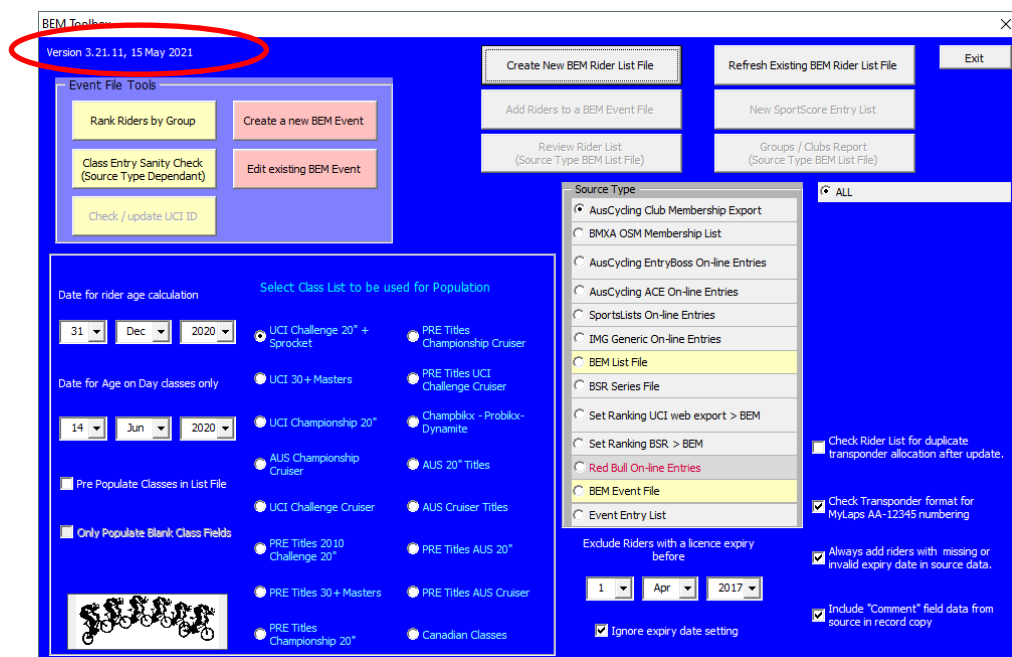 BEM Toolbox
Version 3.21.11, 15 May 2021
Create New BEM Rider List File
Refresh Existing BEM Rider List File
Exit
Event File Tools
Rank Riders by Group
Create a new BEM Event
Add Riders to a BEM Event File
New SportScore Entry List
Class Entry Sanity Check
(Source Type Dependant)
Edit existing BEM Event
Review Rider List
(Source Type BEM List File)
Groups / Clubs Report
(Source Type BEM List File)
Check / update UCI ID
Source Type
AusCycling Club Membership Export
BMXA OSM Membership List
AusCycling EntryBoss On-line Entries
AusCycling ACE On-line Entries
SportsLists On-line Entries
IMG Generic On-line Entries
BEM List File
BSR Series File
Set Ranking UCI web export > BEM
Set Ranking BSR > BEM
Red Bull On-line Entries
BEM Event File
Event Entry List
ALL
Date for rider age calculation
31 Dec 2020
Date for Age on Day classes only
14 Jun 2020
Pre Populate Classes in List File
Only Populate Blank Class Fields
Select Class List to be used for Population
UCI Challenge 20" +
Sprocket
UCI 30+ Masters
UCI Championship 20"
AUS Championship
Cruiser
UCI Challenge Cruiser
PRE Titles 2010
Challenge 20"
PRE Titles 30+ Masters
PRE Titles
Championship 20"
PRE Titles
Championship Cruiser
PRE Titles UCI
Challenge Cruiser
Champbikx - Probikx-
Dynamite
AUS 20" Titles
AUS Cruiser Titles
PRE Titles AUS 20"
PRE Titles AUS Cruiser
Canadian Classes
Exclude Riders with a licence expiry
before
1 Apr 2017
Ignore expiry date setting
Check Rider List for duplicate
transponder allocation after update.
Check Transponder format for
MyLaps AA-12345 numbering
Always add riders with missing or
invalid expiry date in source data.
Include "Comment" field data from
source in record copy